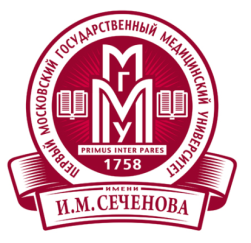 ПЕРВЫЙ МОСКОВСКИЙ ГОСУДАРСТВЕННЫЙ МЕДИЦИНСКИЙ УНИВЕРСИТЕТ
МГМУ
PRIMUS INTER PARES
1758
ИМЕНИ
И.М. СЕЧЕНОВА